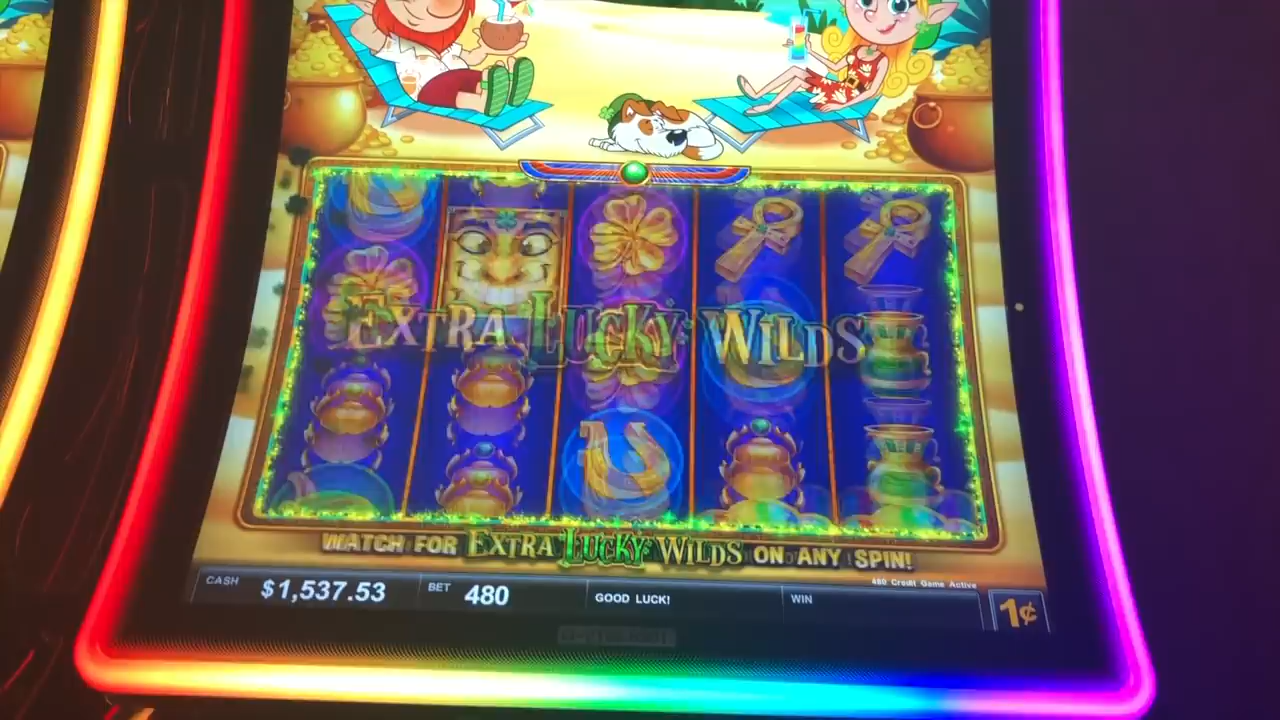 EXTRA LUCKY WILDS
WATCH FOR EXTRA LUCKY WILDS ON ANY SPIN!
480 Credit Game Active
CASH $1,537.53 BET 480 GOOD LUCK! WIN 1¢